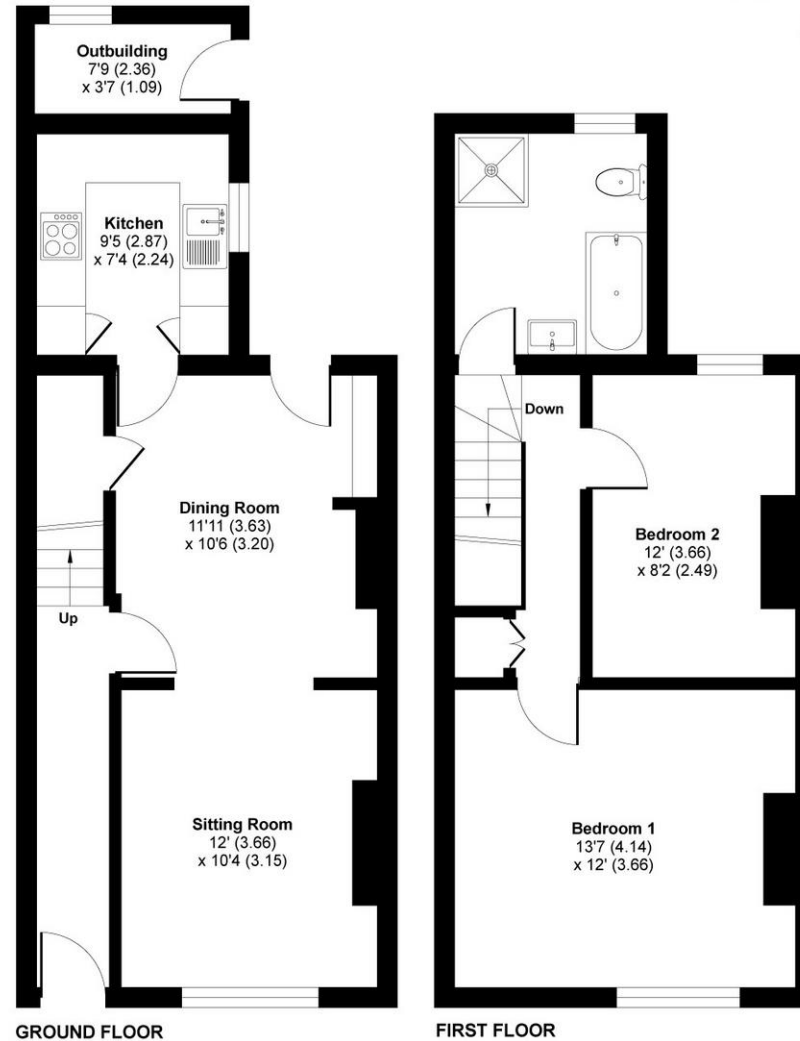 Outbuilding
7'9 (2.36)
x 3'7 (1.09)
Kitchen
9'5 (2.87)
x 7'4 (2.24)
Dining Room
11'11 (3.63)
x 10'6 (3.20)
Up
Sitting Room
12' (3.66)
x 10'4 (3.15)
GROUND FLOOR
Down
Bedroom 2
12' (3.66)
x 8'2 (2.49)
Bedroom 1
13'7 (4.14)
x 12' (3.66)
FIRST FLOOR